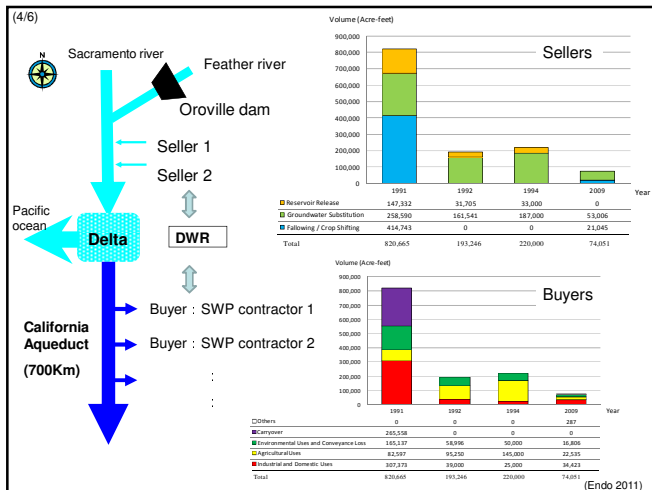 (4/6)
N
Sacramento river
Feather river
Oroville dam
Seller 1
Seller 2
Pacific
ocean
Delta
DWR
California
Aqueduct
(700Km)
Buyer : SWP contractor 1
Buyer : SWP contractor 2
:
:
Volume (Acre-feet)
Sellers
900,000
800,000
700,000
600,000
500,000
400,000
300,000
200,000
100,000
0
1991 1992 1994 2009 Year
Reservoir Release 147,332 31,705 33,000 0
Groundwater Substitution 258,590 161,541 187,000 53,006
Fallowing / Crop Shifting 414,743 0 0 21,045
Total 820,665 193,246 220,000 74,051
Volume (Acre-feet)
Buyers
900,000
800,000
700,000
600,000
500,000
400,000
300,000
200,000
100,000
0
1991 1992 1994 2009 Year
Others 0 0 0 287
Carryover 265,558 0 0 0
Environmental Uses and Conveyance Loss 165,137 58,996 50,000 16,806
Agricultural Uses 82,597 95,250 145,000 22,535
Industrial and Domestic Uses 307,373 39,000 25,000 34,423
Total 820,665 193,246 220,000 74,051
(Endo 2011)